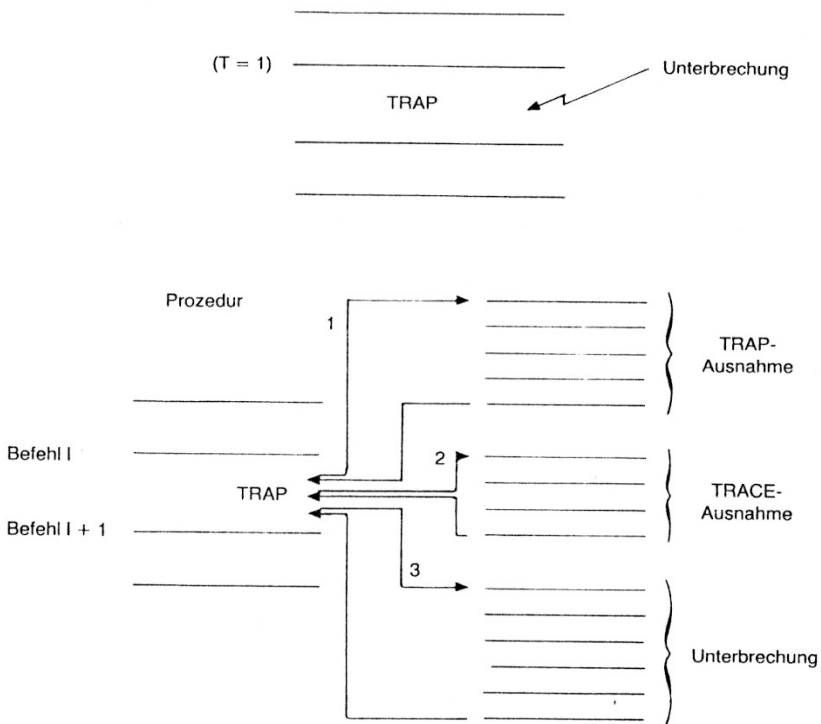 (T = 1)
Unterbrechung
TRAP
Prozedur
1
TRAP-
Ausnahme
Befehl I
2
TRAP
TRACE-
Ausnahme
Befehl I + 1
3
Unterbrechung